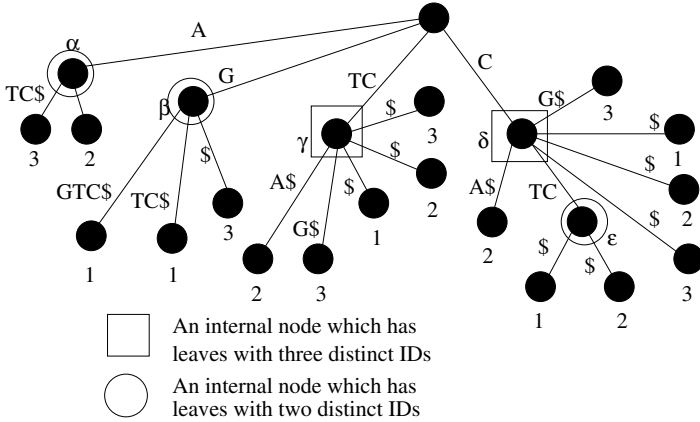 A
α
G
TC
C
TC$
β
$
G$
3
3
2
γ
$
δ
$
1
GTC$
TC$
$
A$
G$
$
2
A$
TC
$
2
3
1
$
1
1
2
3
2
$
$
ε
3
1
2
An internal node which has
leaves with three distinct IDs
An internal node which has
leaves with two distinct IDs